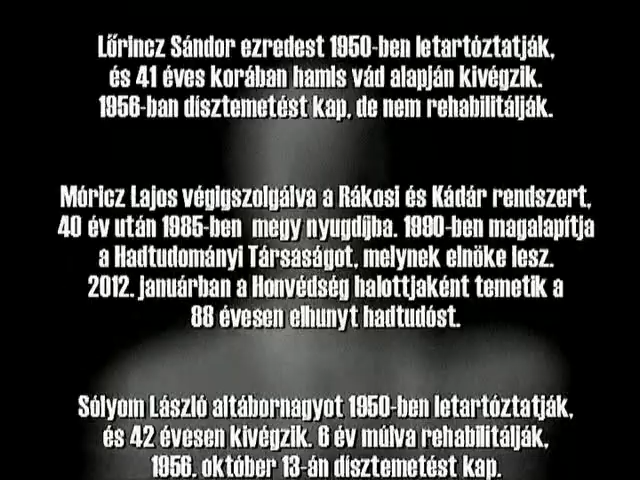 Lőrincz Sándor ezredest 1950-ben letartóztatják,
és 41 éves korában hamis vád alapján kivégzik.
1956-ban dísztemetést kap, de nem rehabilitálják.
Móricz Lajos végigszolgálva a Rákosi és Kádár rendszert,
40 év után 1985-ben megy nyugdíjba. 1990-ben magalapítja
a Hadtudományi Társaságot, melynek elnöke lesz.
2012. januárban a Honvédség halottjaként temetik a
88 évesen elhunyt hadtudóst.
Sólyom László altábornagyot 1950-ben letartóztatják,
és 42 évesen kivégzik. 6 év múlva rehabilitálják,
1956. október 13-án dísztemetést kap.